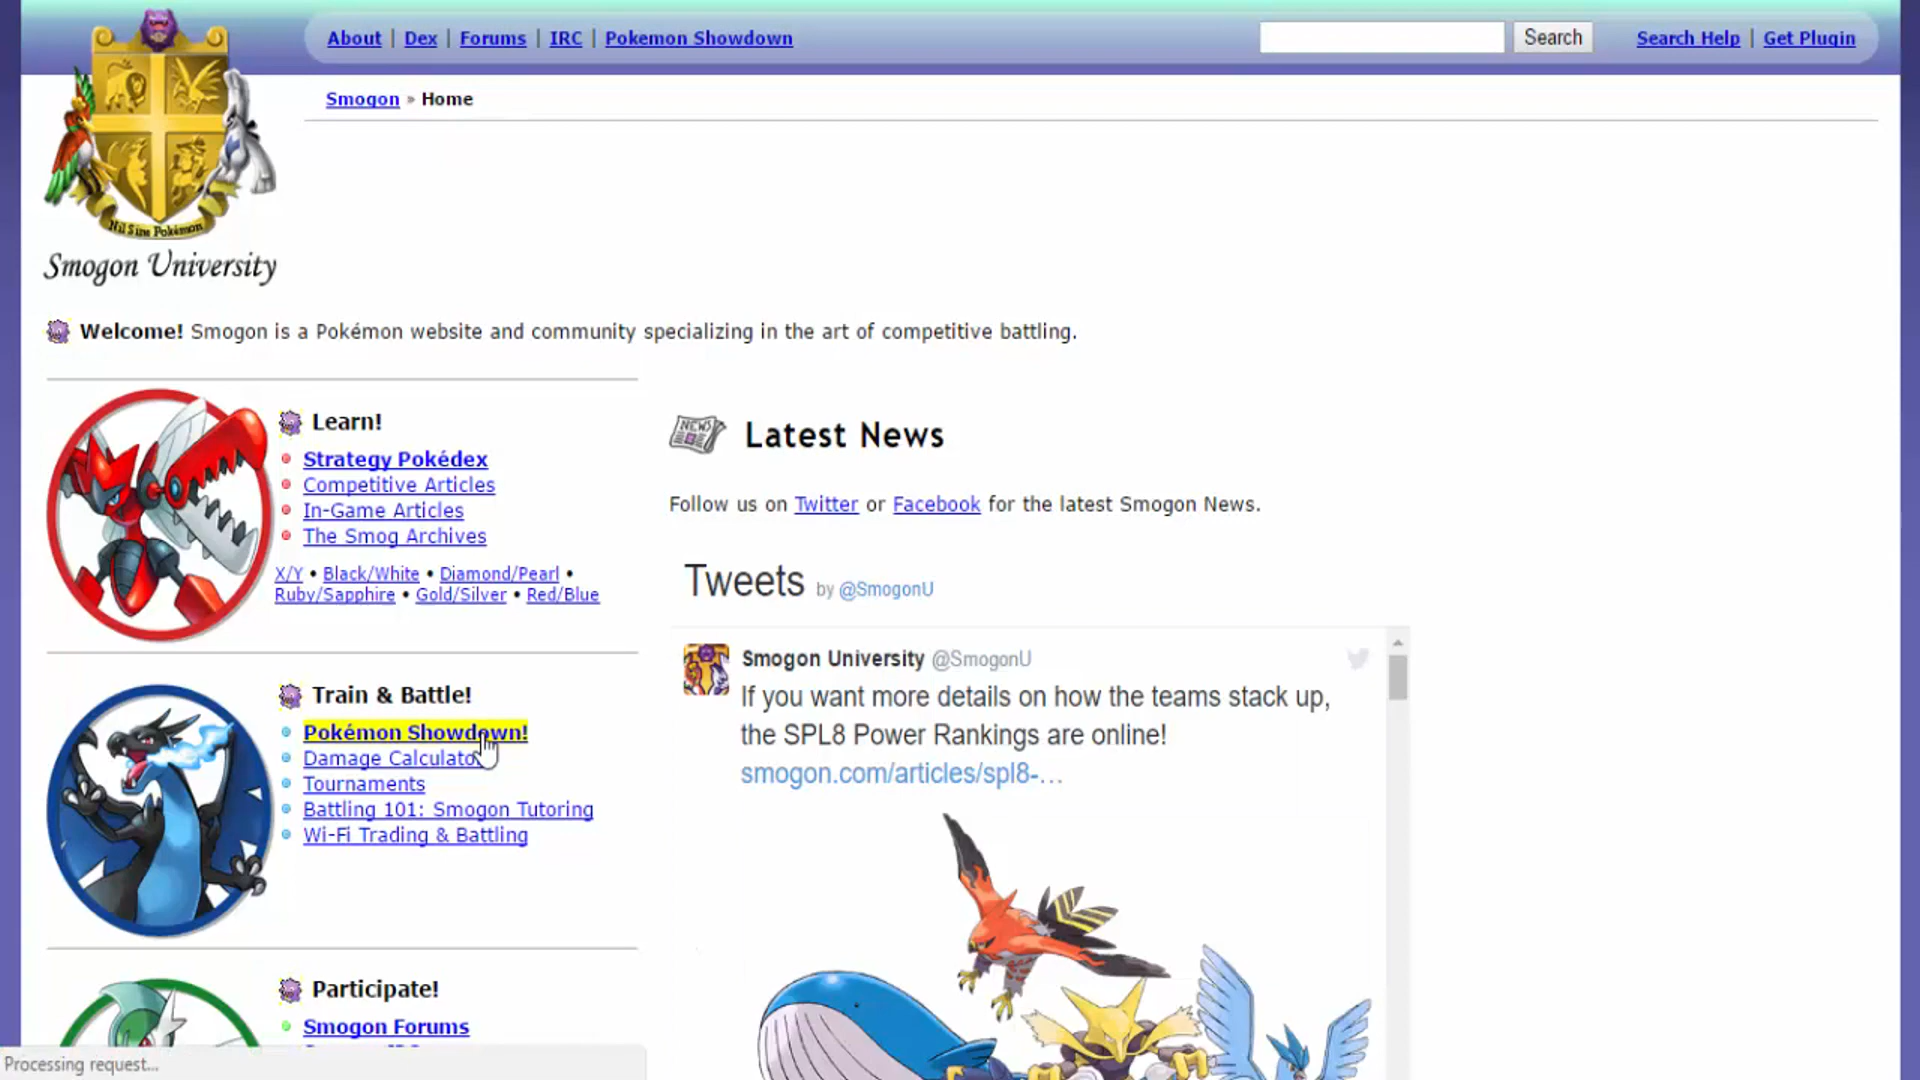 About | Dex | Forums | IRC | Pokemon Showdown
Search
Search Help | Get Plugin
Smogon » Home
Nil Sine Pokémon
Smogon University
Welcome! Smogon is a Pokémon website and community specializing in the art of competitive battling.
Learn!
Strategy Pokédex
Competitive Articles
In-Game Articles
The Smog Archives
X/Y • Black/White • Diamond/Pearl •
Ruby/Sapphire • Gold/Silver • Red/Blue
Train & Battle!
Pokémon Showdown!
Damage Calculato
Tournaments
Battling 101: Smogon Tutoring
Wi-Fi Trading & Battling
Participate!
Smogon Forums
NEWS
Latest News
Follow us on Twitter or Facebook for the latest Smogon News.
Tweets by @SmogonU
Smogon University @SmogonU
If you want more details on how the teams stack up,
the SPL8 Power Rankings are online!
smogon.com/articles/spl8-…
Processing request...